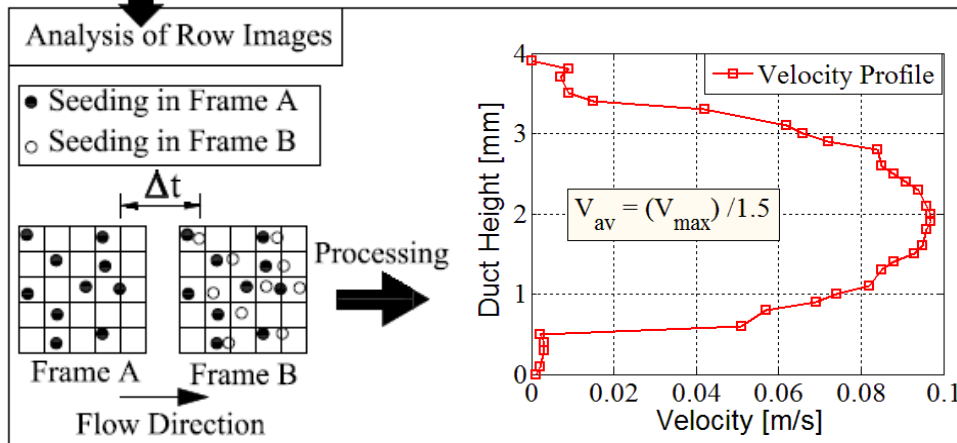 Analysis of Row Images
Seeding in Frame A
Seeding in Frame B
Δt
Frame A
Frame B
Flow Direction
Processing
Velocity Profile
V_av = (V_max) /1.5
Duct Height [mm]
4
3
2
1
0
0
0.02
0.04
0.06
0.08
0.1
Velocity [m/s]